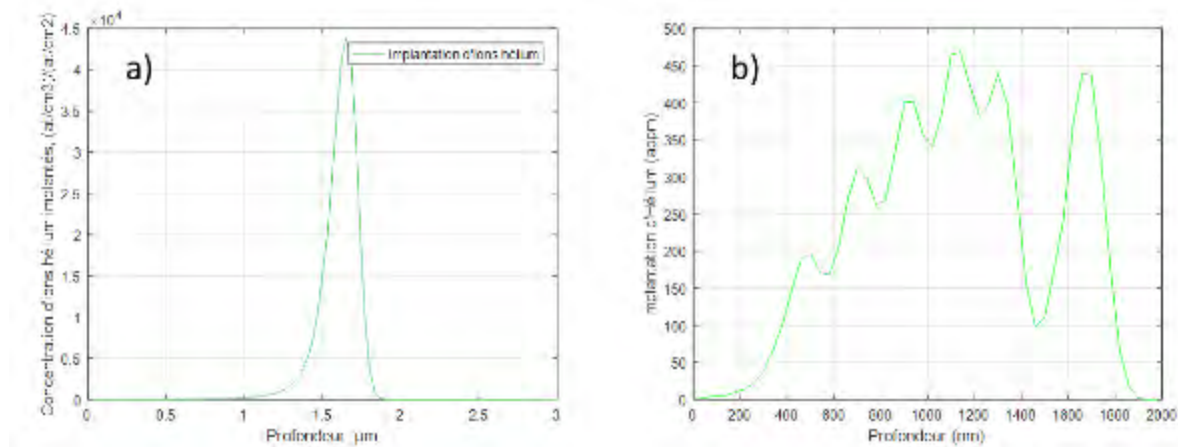 ×10⁴
a)
Implantation d'ions hélium
4.5
4
3.5
3
2.5
2
1.5
1
0.5
0
0 0.5 1 1.5 2 2.5 3
Profondeur µm
Concentration d'ions hélium implantés, (at/cm3)/(at/cm2)
b)
500
450
400
350
300
250
200
150
100
50
0
0 200 400 600 800 1000 1200 1400 1600 1800 2000
Profondeur (nm)
Implantation d'Hélium (appm)